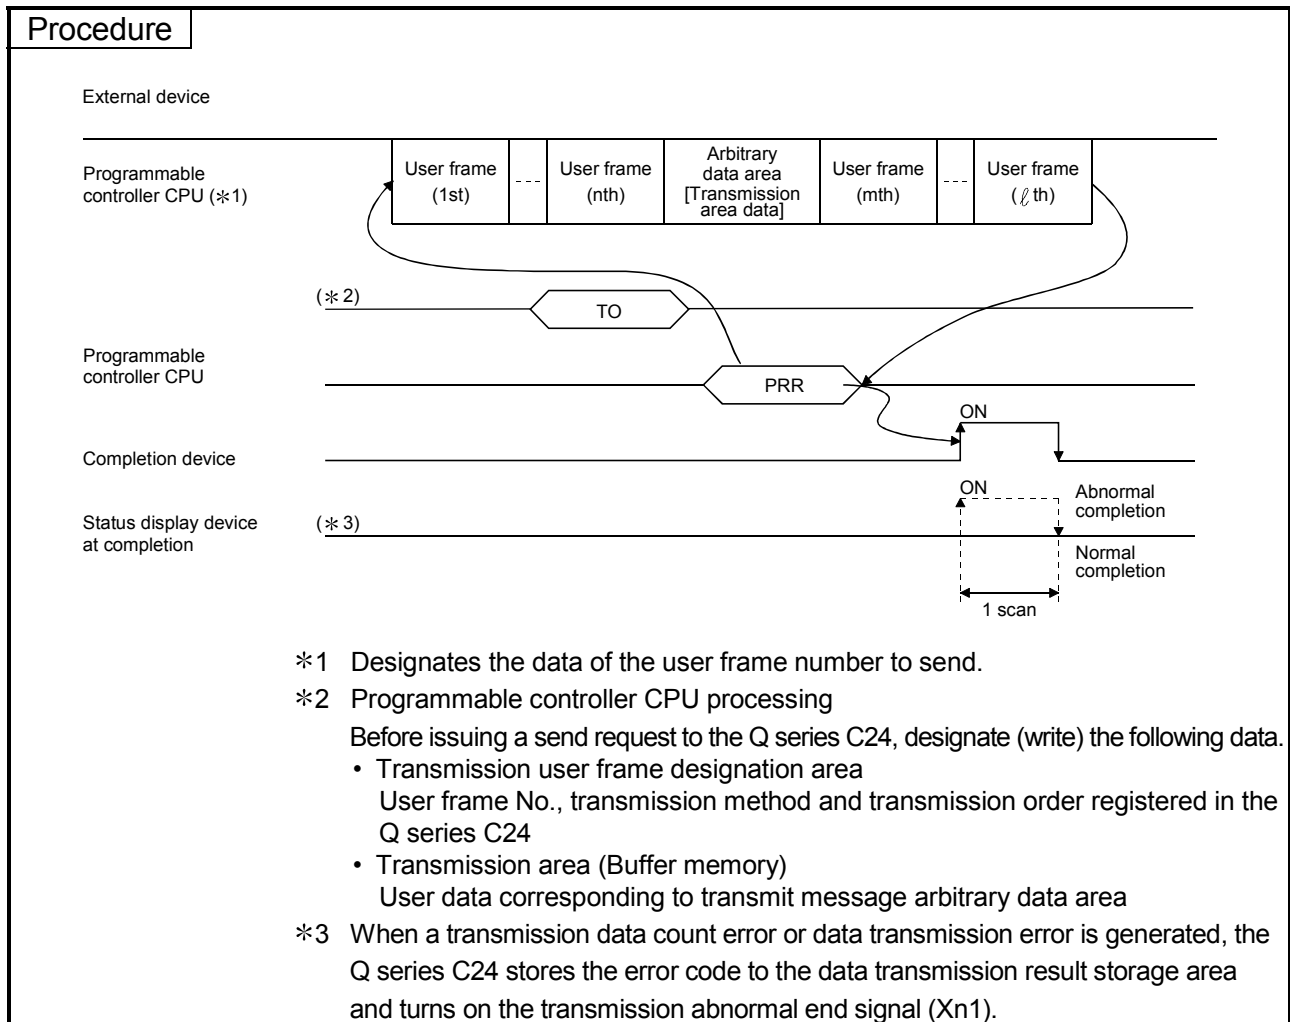 Procedure
External device
Programmable
controller CPU (＊1)
User frame
(1st)
User frame
(nth)
Arbitrary
data area
[Transmission
area data]
User frame
(mth)
User frame
(ℓ th)
(＊2)
TO
Programmable
controller CPU
PRR
ON
Completion device
ON
Abnormal
completion
Status display device
at completion
(＊3)
Normal
completion
1 scan
＊1 Designates the data of the user frame number to send.
＊2 Programmable controller CPU processing
Before issuing a send request to the Q series C24, designate (write) the following data.
• Transmission user frame designation area
User frame No., transmission method and transmission order registered in the
Q series C24
• Transmission area (Buffer memory)
User data corresponding to transmit message arbitrary data area
＊3 When a transmission data count error or data transmission error is generated, the
Q series C24 stores the error code to the data transmission result storage area
and turns on the transmission abnormal end signal (Xn1).